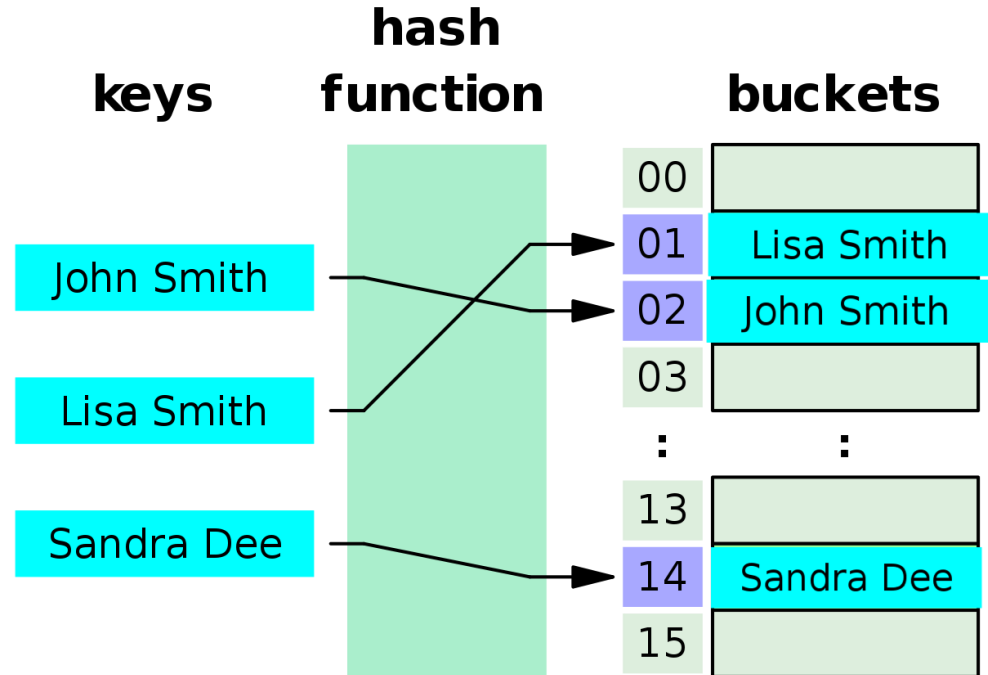 hash
keys function buckets
00
01 Lisa Smith
John Smith
02 John Smith
03
Lisa Smith
: :
13
Sandra Dee
14 Sandra Dee
15